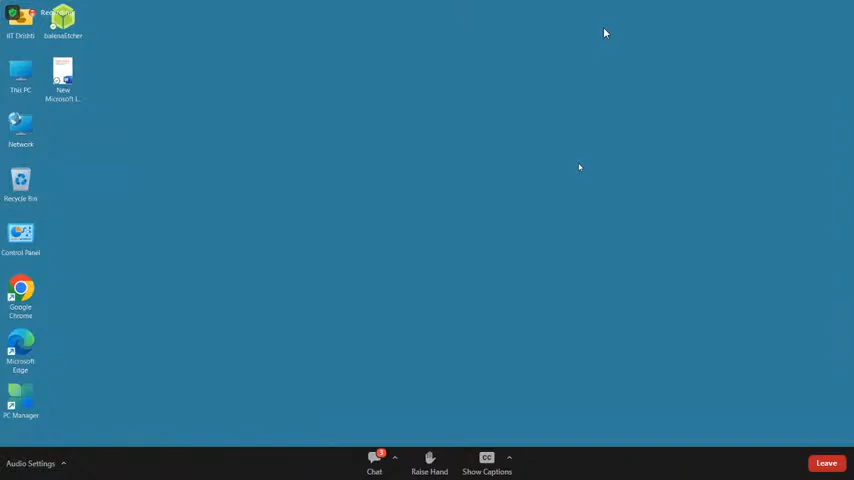 Recording
IIT Drishti
balenaEtcher
This PC
New
Microsoft I...
Network
Recycle Bin
Control Panel
Google
Chrome
Microsoft
Edge
PC Manager
Audio Settings
3
Chat
Raise Hand
CC
Show Captions
Leave